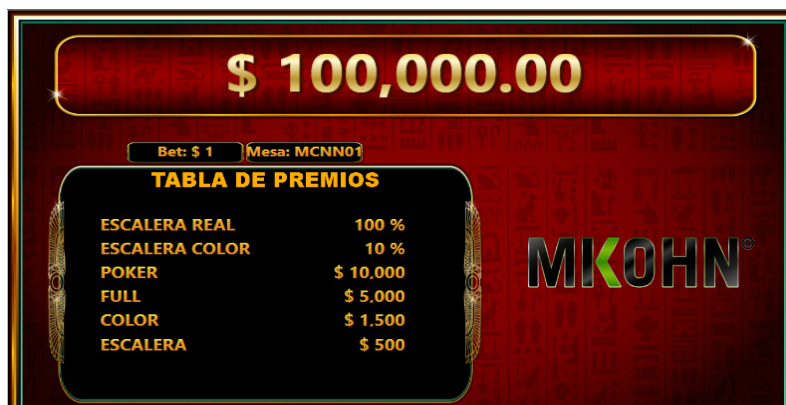 $ 100,000.00
Bet: $ 1 Mesa: MCNN01
TABLA DE PREMIOS
ESCALERA REAL 100 %
ESCALERA COLOR 10 %
POKER $ 10,000
FULL $ 5,000
COLOR $ 1,500
ESCALERA $ 500
MKOHN©